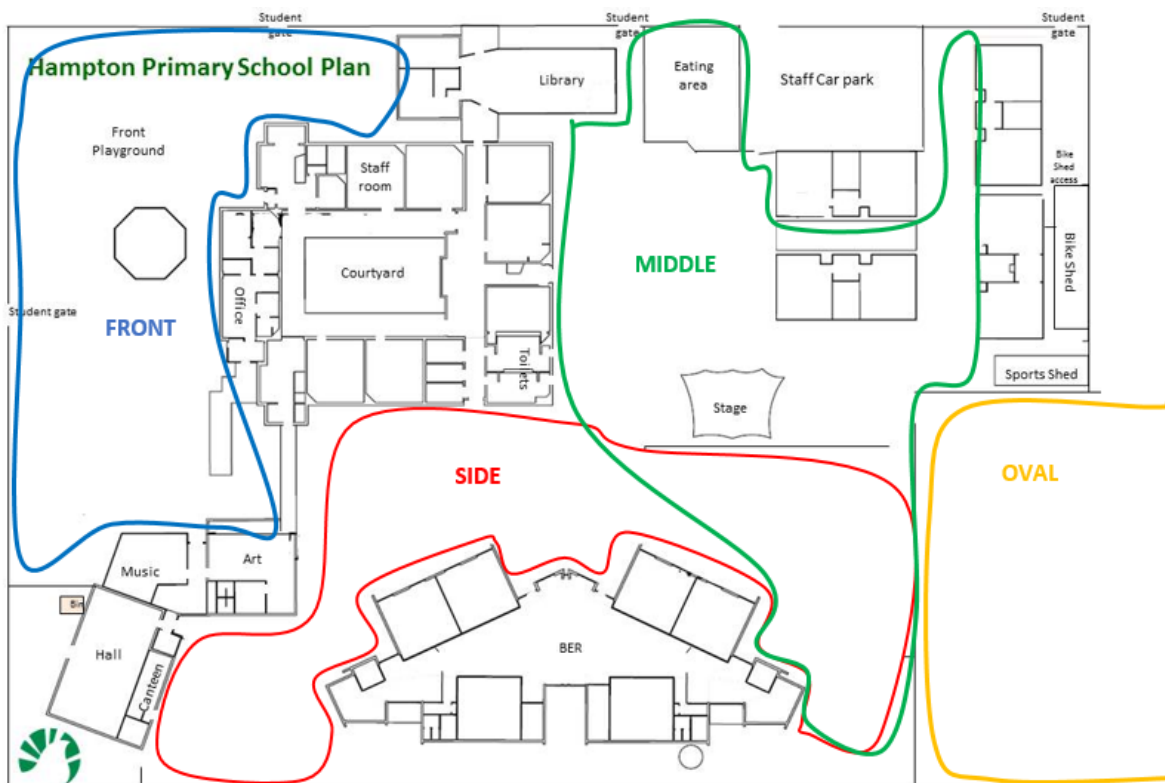 Student
gate
Student
gate
Student
gate
Hampton Primary School Plan
Library
Eating
area
Staff Car park
Front
Playground
Staff
room
Bike
Shed
access
Courtyard
MIDDLE
Bike Shed
Office
Student gate
FRONT
Toilets
Sports Shed
Stage
SIDE
OVAL
Art
Music
Bin
Hall
Canteen
BER